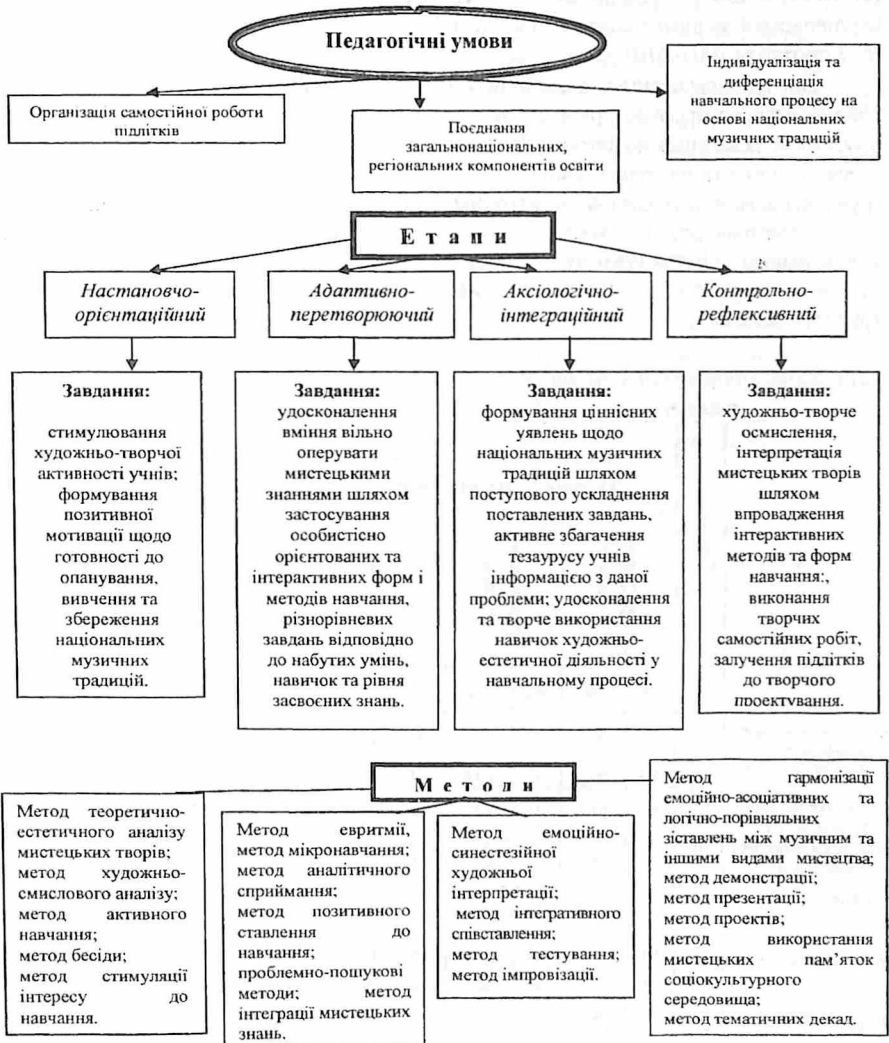 Педагогічні умови
Організація самостійної роботи
підлітків
Поєднання
загальнонаціональних,
регіональних компонентів освіти
Індивідуалізація та
диференціація
навчального процесу на
основі національних
музичних традицій
Етапи
Настановчо-
орієнтаційний
Адаптивно-
перетворюючий
Аксіологічно-
інтеграційний
Контрольно-
рефлексивний
Завдання:
стимулювання
художньо-творчої
активності учнів;
формування
позитивної
мотивації щодо
готовності до
опанування,
вивчення та
збереження
національних
музичних
традицій.
Завдання:
удосконалення
вміння вільно
оперувати
мистецькими
знаннями шляхом
застосування
особистісно
орієнтованих та
інтерактивних форм і
методів навчання,
різнорівневих
завдань відповідно
до набутих умінь,
навичок та рівня
засвоєних знань.
Завдання:
формування ціннісних
уявлень щодо
національних музичних
традицій шляхом
поступового ускладнення
поставлених завдань,
активне збагачення
тезаурусу учнів
інформацією з даної
проблеми; удосконалення
та творче використання
навичок художньо-
естетичної діяльності у
навчальному процесі.
Завдання:
художньо-творче
осмислення,
інтерпретація
мистецьких творів
шляхом
впровадження
інтерактивних
методів та форм
навчання:,
виконання
творчих
самостійних робіт,
залучення підлітків
до творчого
проектування.
Методи
Метод теоретично-
естетичного аналізу
мистецьких творів;
метод художньо-
смислового аналізу;
метод активного
навчання;
метод бесіди;
метод стимуляції
інтересу до
навчання.
Метод евритмії,
метод мікронавчання;
метод аналітичного
сприймання;
метод позитивного
ставлення до
навчання;
проблемно-пошукові
методи; метод
інтеграції мистецьких
знань.
Метод емоційно-
синестезійної
художньої
інтерпретації;
метод інтегративного
співставлення;
метод тестування;
метод імпровізації.
Метод гармонізації
емоційно-асоціативних та
логічно-порівняльних
зіставлень між музичним та
іншими видами мистецтва;
метод демонстрації;
метод презентації;
метод проектів;
метод використання
мистецьких пам’яток
соціокультурного
середовища;
метод тематичних декад.